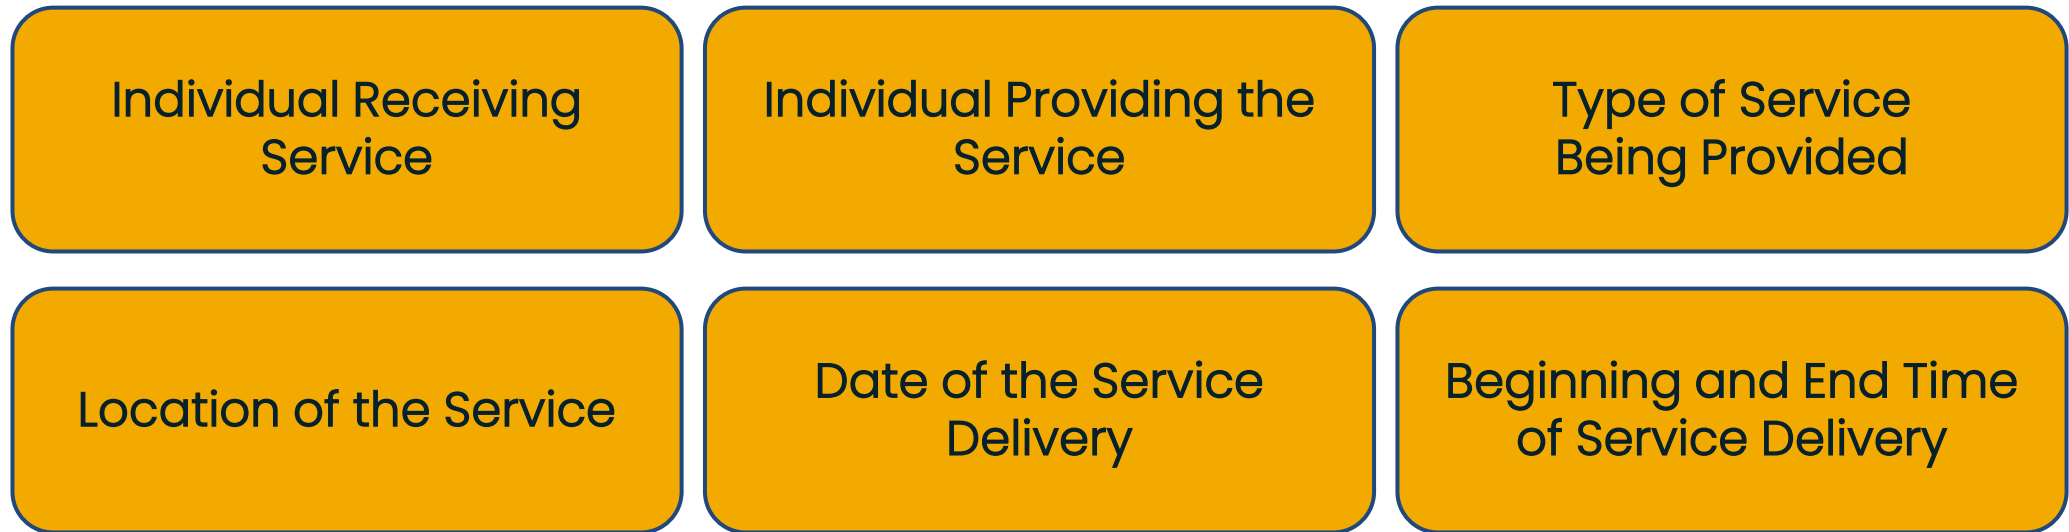 Individual Receiving
Service
Individual Providing the
Service
Type of Service
Being Provided
Location of the Service
Date of the Service
Delivery
Beginning and End Time
of Service Delivery